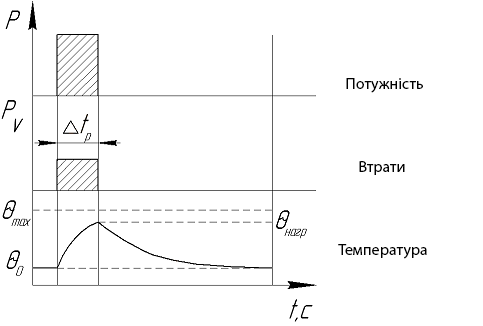 P
Потужність
P_V
Δt_p
Втрати
Θ_max
Θ_нагр
Температура
Θ_0
t,c